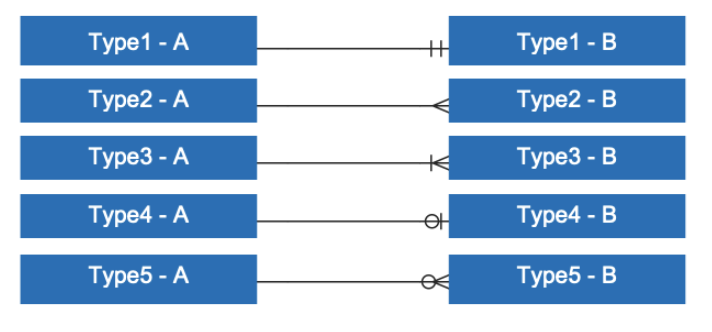 Type1 - A
Type1 - B
Type2 - A
Type2 - B
Type3 - A
Type3 - B
Type4 - A
Type4 - B
Type5 - A
Type5 - B